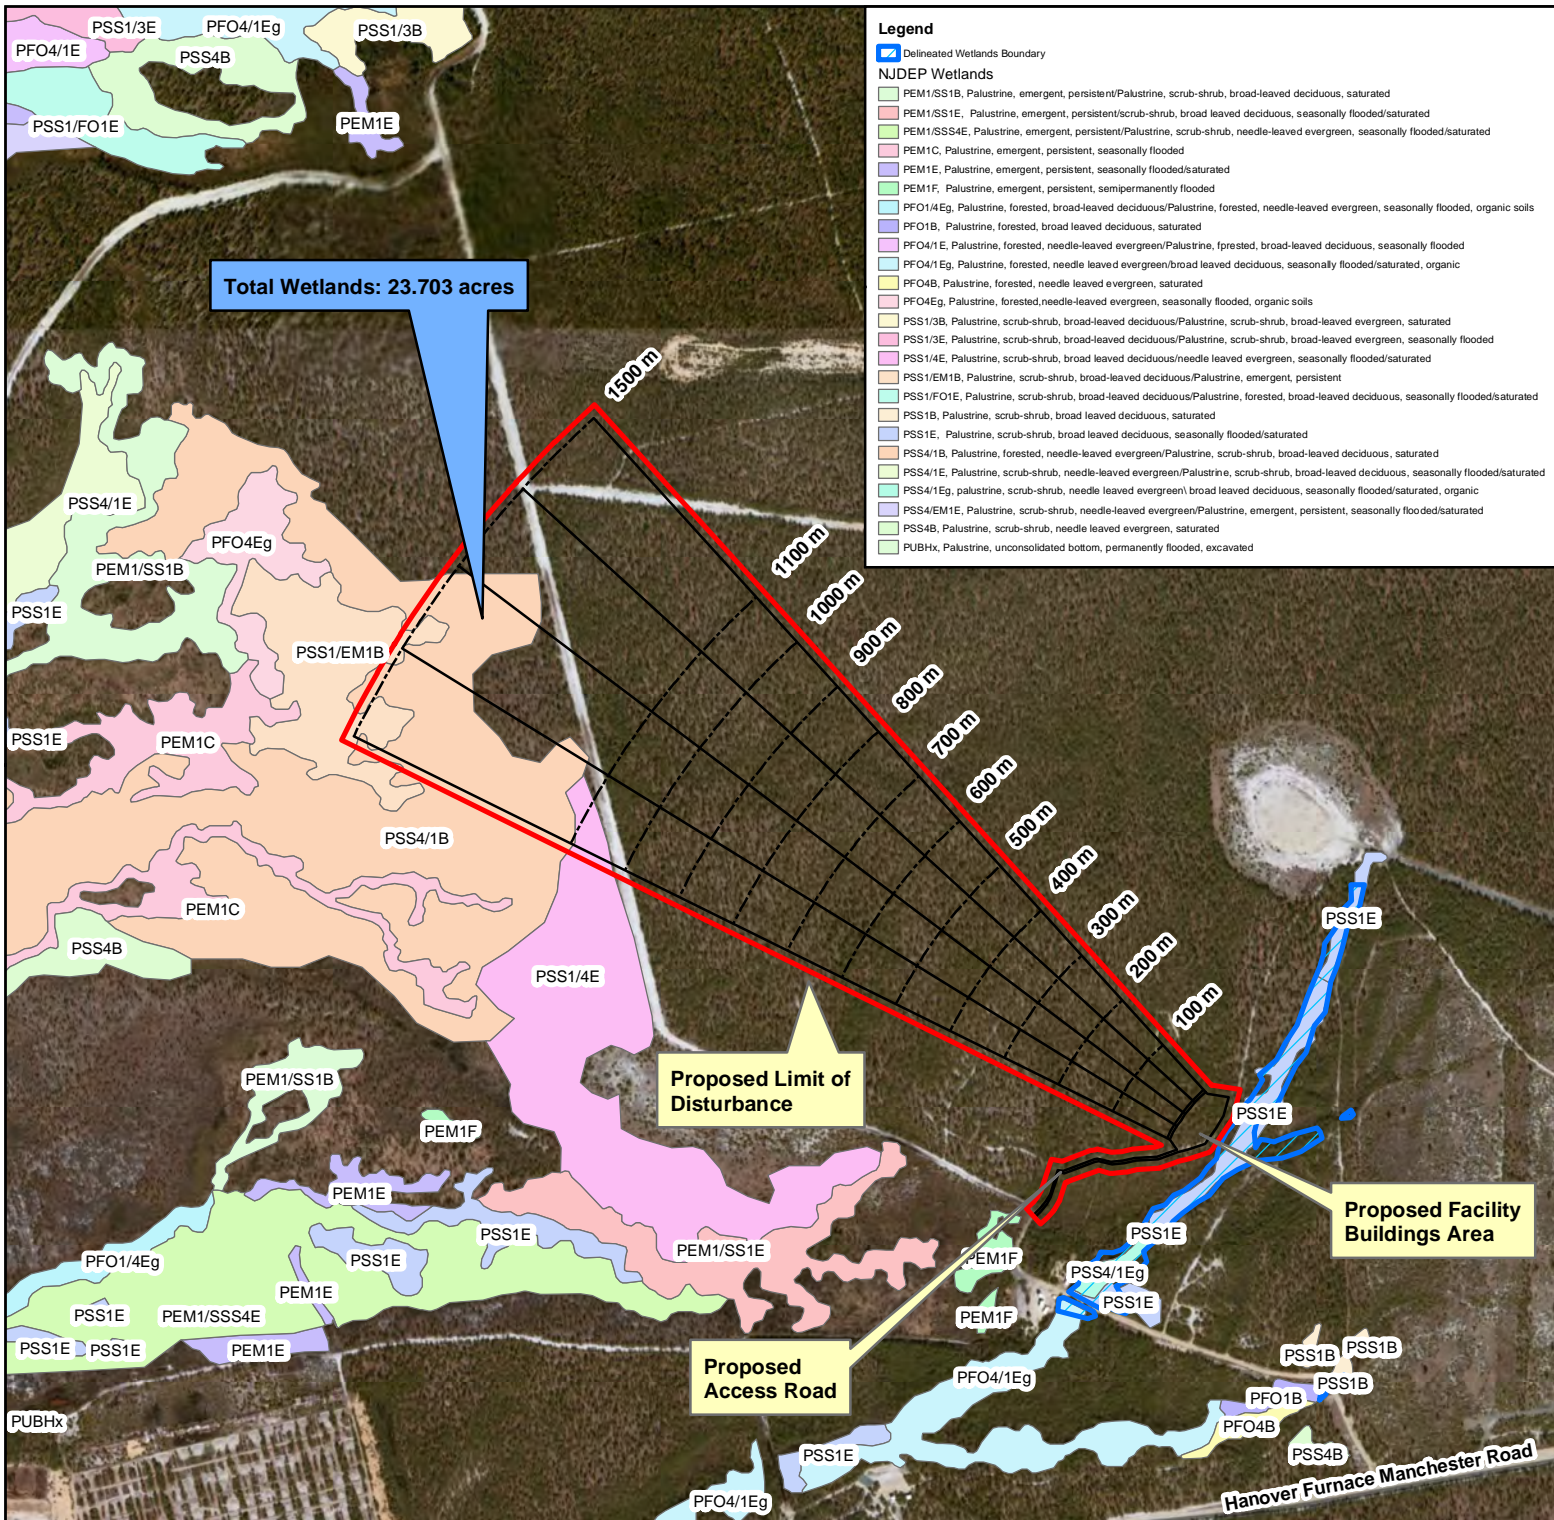 Legend
Delineated Wetlands Boundary
NJDEP Wetlands
PEM1/SS1B, Palustrine, emergent, persistent/Palustrine, scrub-shrub, broad-leaved deciduous, saturated
PEM1/SS1E, Palustrine, emergent, persistent/scrub-shrub, broad leaved deciduous, seasonally flooded/saturated
PEM1/SSS4E, Palustrine, emergent, persistent/Palustrine, scrub-shrub, needle-leaved evergreen, seasonally flooded/saturated
PEM1C, Palustrine, emergent, persistent, seasonally flooded
PEM1E, Palustrine, emergent, persistent, seasonally flooded/saturated
PEM1F, Palustrine, emergent, persistent, semipermanently flooded
PFO1/4Eg, Palustrine, forested, broad-leaved deciduous/Palustrine, forested, needle-leaved evergreen, seasonally flooded, organic soils
PFO1B, Palustrine, forested, broad leaved deciduous, saturated
PFO4/1E, Palustrine, forested, needle-leaved evergreen/Palustrine, fprested, broad-leaved deciduous, seasonally flooded
PFO4/1Eg, Palustrine, forested, needle leaved evergreen/broad leaved deciduous, seasonally flooded/saturated, organic
PFO4B, Palustrine, forested, needle leaved evergreen, saturated
PFO4Eg, Palustrine, forested,needle-leaved evergreen, seasonally flooded, organic soils
PSS1/3B, Palustrine, scrub-shrub, broad-leaved deciduous/Palustrine, scrub-shrub, broad-leaved evergreen, saturated
PSS1/3E, Palustrine, scrub-shrub, broad-leaved deciduous/Palustrine, scrub-shrub, broad-leaved evergreen, seasonally flooded
PSS1/4E, Palustrine, scrub-shrub, broad leaved deciduous/needle leaved evergreen, seasonally flooded/saturated
PSS1/EM1B, Palustrine, scrub-shrub, broad-leaved deciduous/Palustrine, emergent, persistent
PSS1/FO1E, Palustrine, scrub-shrub, broad-leaved deciduous/Palustrine, forested, broad-leaved deciduous, seasonally flooded/saturated
PSS1B, Palustrine, scrub-shrub, broad leaved deciduous, saturated
PSS1E, Palustrine, scrub-shrub, broad leaved deciduous, seasonally flooded/saturated
PSS4/1B, Palustrine, forested, needle-leaved evergreen/Palustrine, scrub-shrub, broad-leaved deciduous, saturated
PSS4/1E, Palustrine, scrub-shrub, needle-leaved evergreen/Palustrine, scrub-shrub, broad-leaved deciduous, seasonally flooded/saturated
PSS4/1Eg, palustrine, scrub-shrub, needle leaved evergreen\ broad leaved deciduous, seasonally flooded/saturated, organic
PSS4/EM1E, Palustrine, scrub-shrub, needle-leaved evergreen/Palustrine, emergent, persistent, seasonally flooded/saturated
PSS4B, Palustrine, scrub-shrub, needle leaved evergreen, saturated
PUBHx, Palustrine, unconsolidated bottom, permanently flooded, excavated
PSS1/3E
PFO4/1Eg
PSS1/3B
PFO4/1E
PSS4B
PSS1/FO1E
PEM1E
Total Wetlands: 23.703 acres
1500 m
1100 m
1000 m
900 m
800 m
700 m
600 m
500 m
400 m
300 m
200 m
100 m
PSS4/1E
PFO4Eg
PEM1/SS1B
PSS1E
PSS1/EM1B
PSS1E
PEM1C
PSS4/1B
PEM1C
PSS4B
PSS1/4E
PSS1E
Proposed Limit of
Disturbance
PEM1/SS1B
PEM1F
PSS1E
PEM1E
Proposed Facility
Buildings Area
PSS1E
PSS1E
PEM1/SS1E
PFO1/4Eg
PSS1E
PEM1F
PSS4/1Eg
PEM1E
PSS1E
PSS1E
PEM1/SSS4E
PEM1F
PSS1E
PSS1E
PEM1E
PSS1B
PSS1B
Proposed
Access Road
PFO4/1Eg
PSS1B
PFO1B
PUBHx
PFO4B
PSS1E
PSS4B
PFO4/1Eg
Hanover Furnace Manchester Road